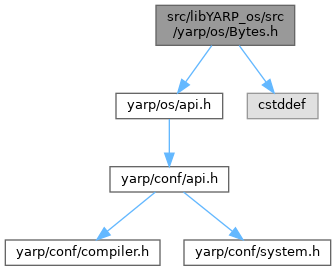 src/libYARP_os/src
/yarp/os/Bytes.h
yarp/os/api.h
cstddef
yarp/conf/api.h
yarp/conf/compiler.h
yarp/conf/system.h